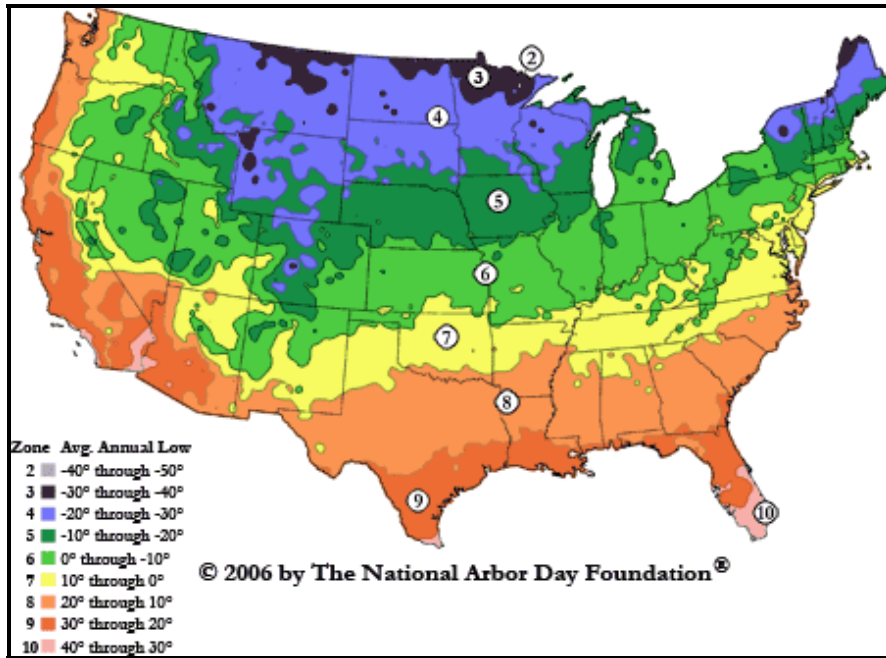 2
3
4
5
6
7
8
9
10
Zone Avg. Annual Low
2 -40° through -50°
3 -30° through -40°
4 -20° through -30°
5 -10° through -20°
6 0° through -10°
7 10° through 0°
8 20° through 10°
9 30° through 20°
10 40° through 30°
© 2006 by The National Arbor Day Foundation®